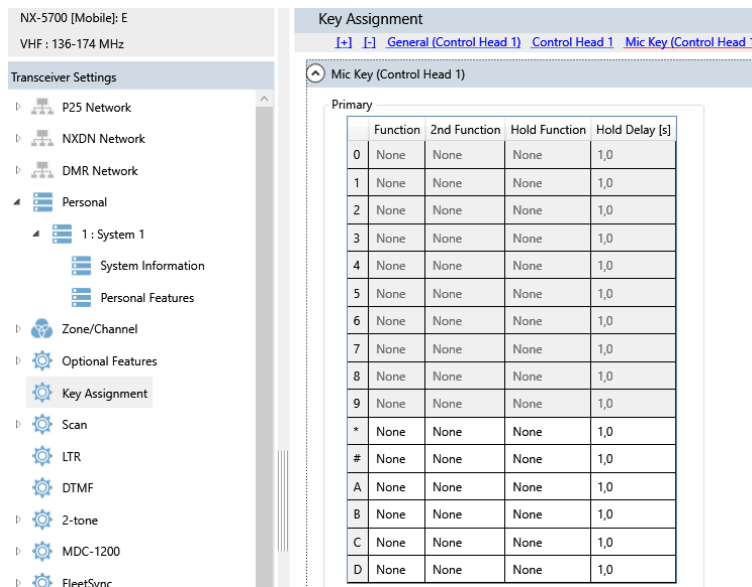 NX-5700 [Mobile]: E
VHF : 136-174 MHz
Transceiver Settings
P25 Network
NXDN Network
DMR Network
Personal
1 : System 1
System Information
Personal Features
Zone/Channel
Optional Features
Key Assignment
Scan
LTR
DTMF
2-tone
MDC-1200
FleetSync
Key Assignment
[+] [-] General (Control Head 1) Control Head 1 Mic Key (Control Head 1
Mic Key (Control Head 1)
Primary
Function 2nd Function Hold Function Hold Delay [s]
0 None None None 1,0
1 None None None 1,0
2 None None None 1,0
3 None None None 1,0
4 None None None 1,0
5 None None None 1,0
6 None None None 1,0
7 None None None 1,0
8 None None None 1,0
9 None None None 1,0
* None None None 1,0
# None None None 1,0
A None None None 1,0
B None None None 1,0
C None None None 1,0
D None None None 1,0